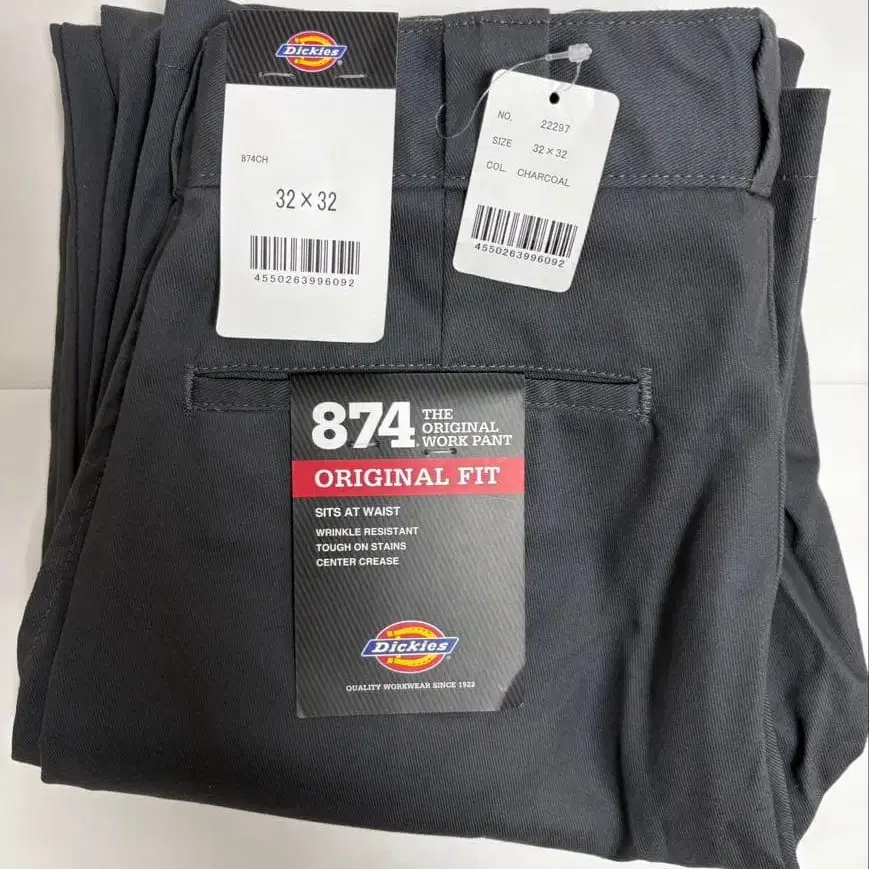 Dickies
874CH
32×32
4550263996092
NO. 22297
SIZE 32×32
COL. CHARCOAL
4550263996092
874 THE
ORIGINAL
WORK PANT
ORIGINAL FIT
SITS AT WAIST
WRINKLE RESISTANT
TOUGH ON STAINS
CENTER CREASE
Dickies
QUALITY WORKWEAR SINCE 1922